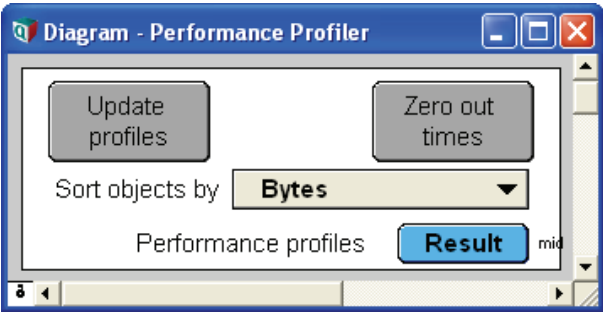 Diagram - Performance Profiler
Update profiles
Zero out times
Sort objects by Bytes
Performance profiles Result mid